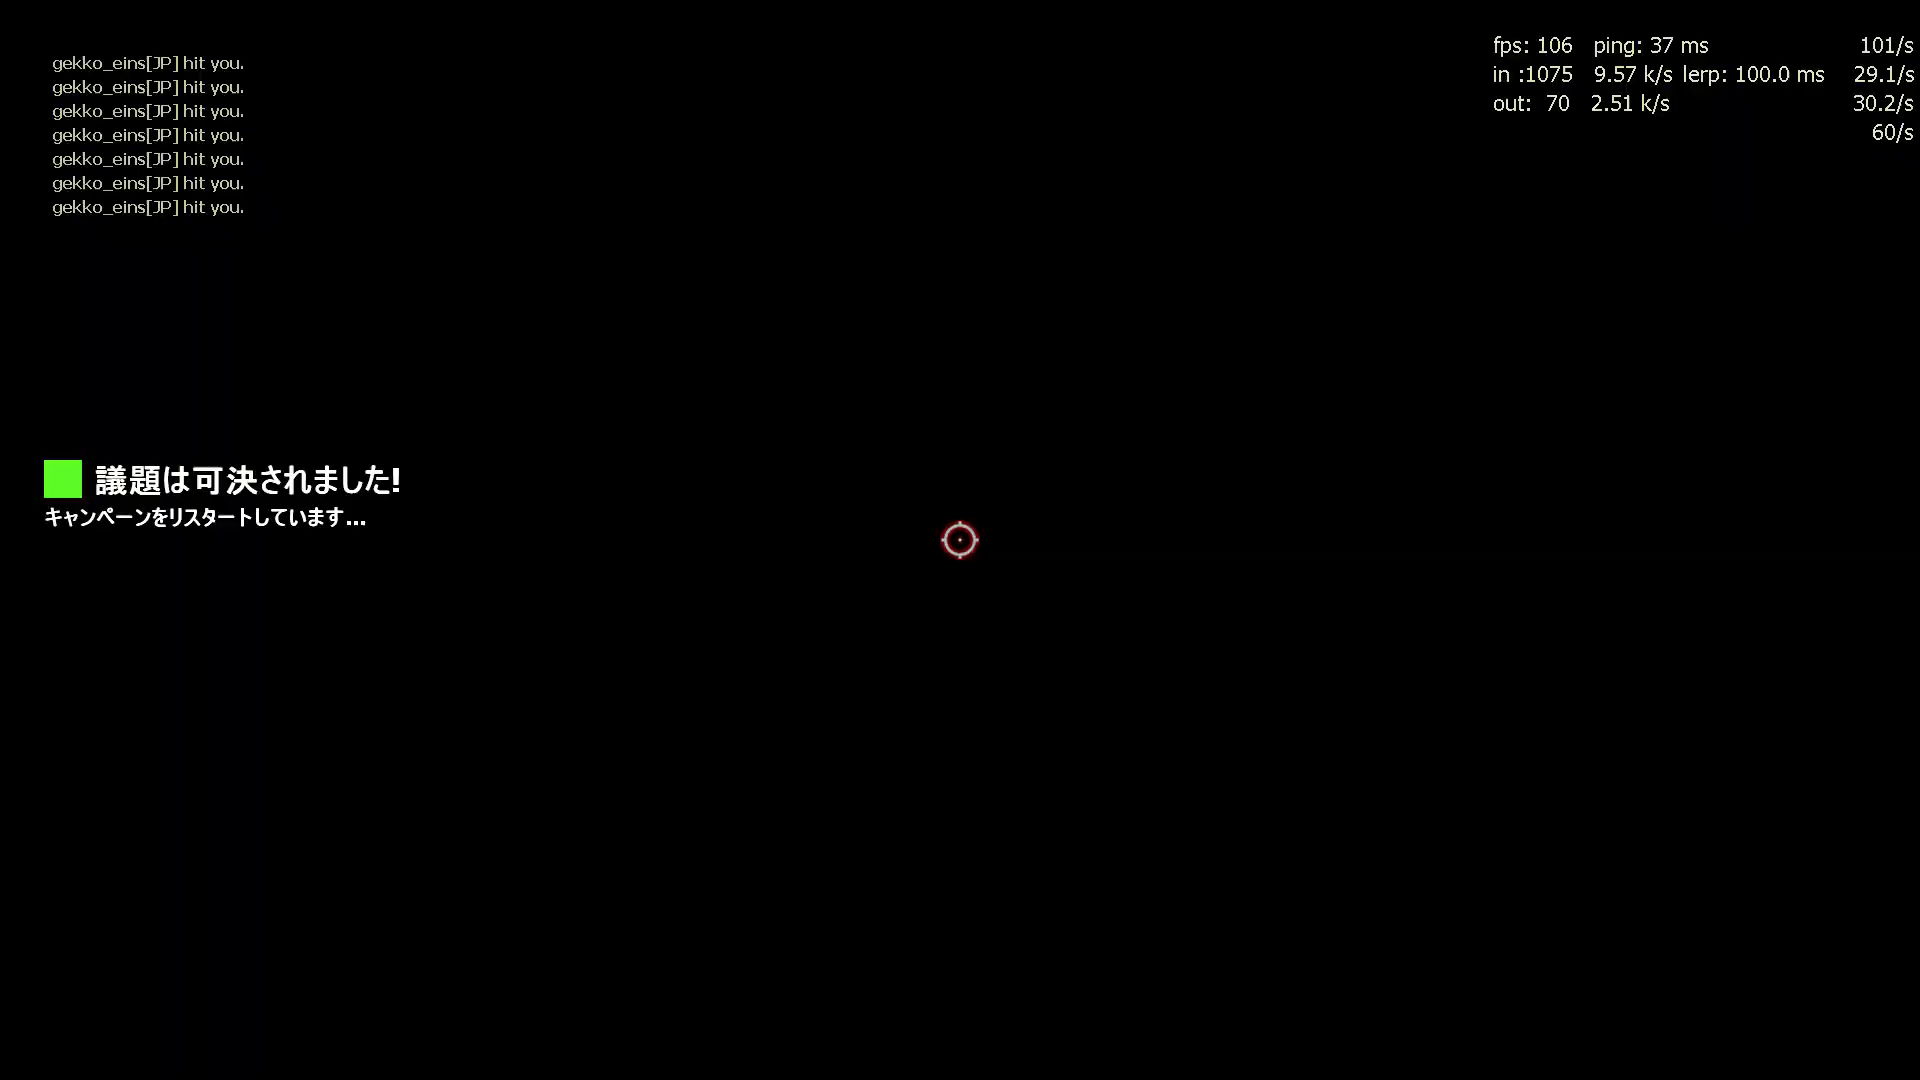 gekko_eins[JP] hit you.
gekko_eins[JP] hit you.
gekko_eins[JP] hit you.
gekko_eins[JP] hit you.
gekko_eins[JP] hit you.
gekko_eins[JP] hit you.
gekko_eins[JP] hit you.
fps: 106 ping: 37 ms 101/s
in :1075 9.57 k/s lerp: 100.0 ms 29.1/s
out: 70 2.51 k/s 30.2/s
60/s
議題は可決されました!
キャンペーンをリスタートしています...